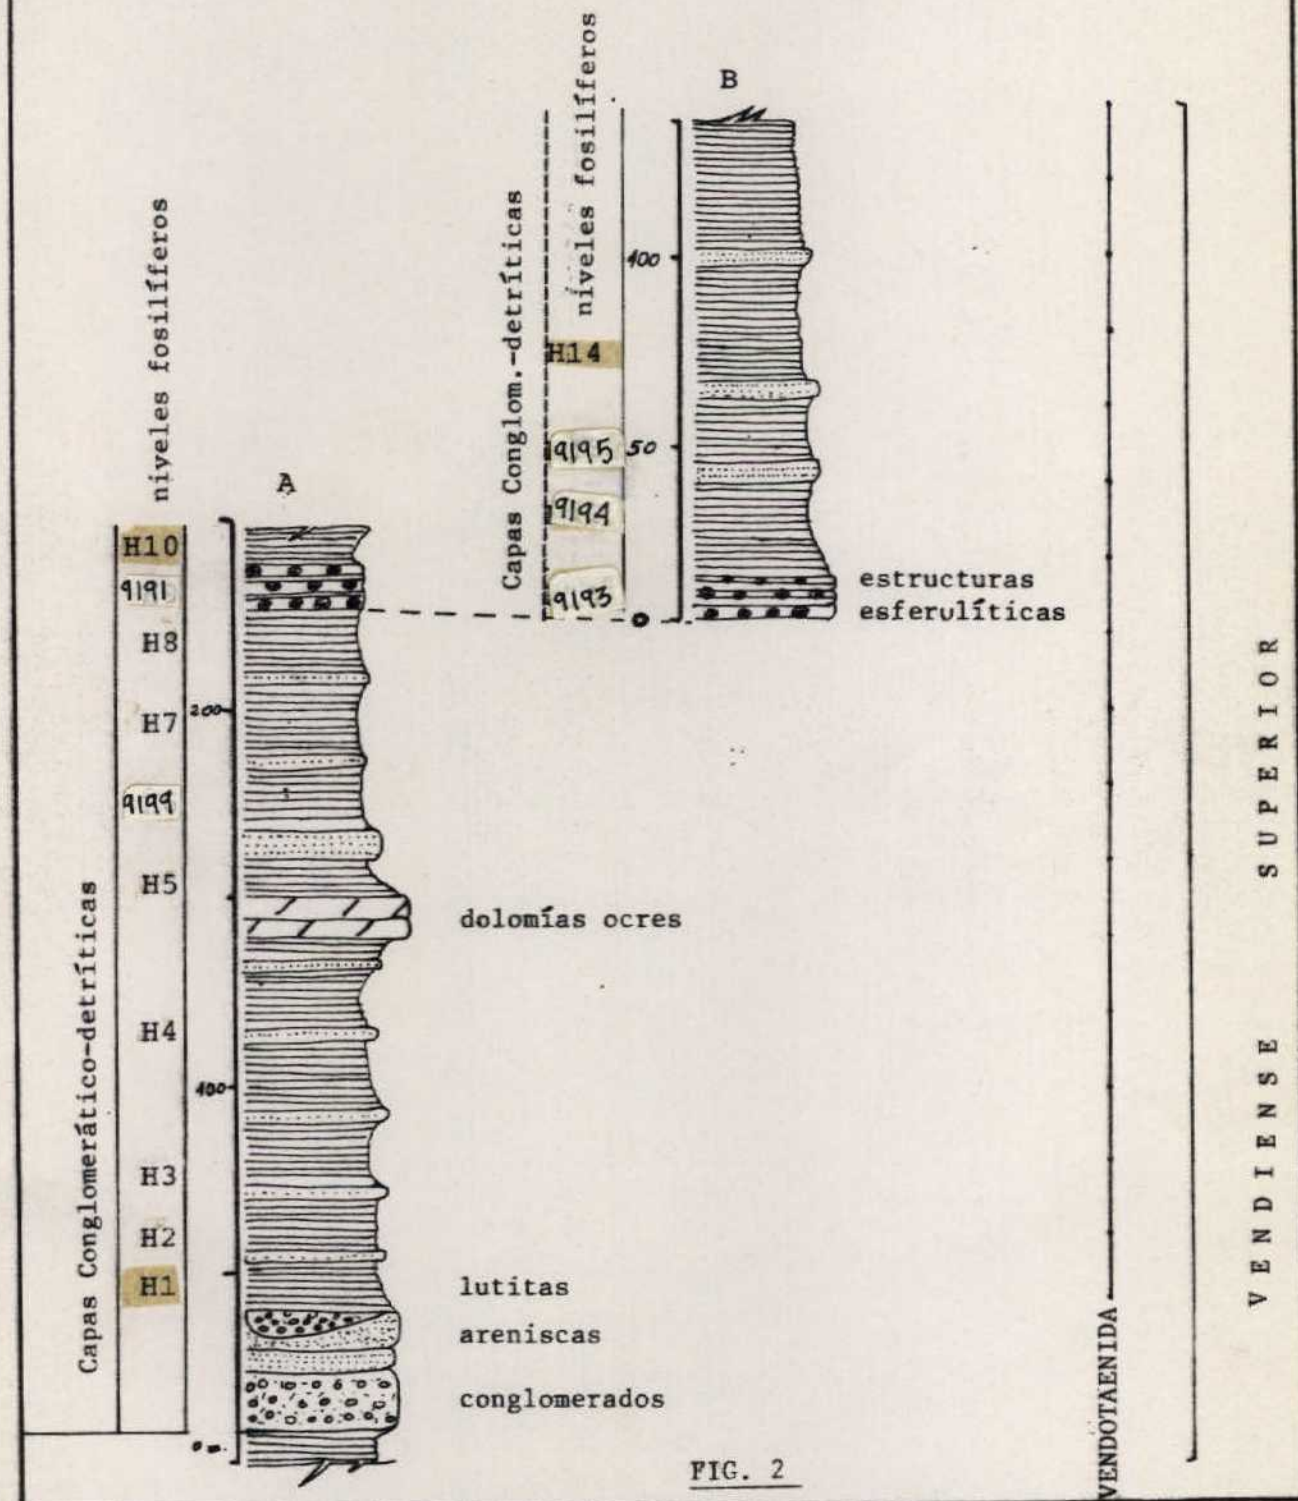 B
niveles fosilíferos
Capas Conglom.-detríticas
400
H14
9195
50
9194
9193
0
estructuras
esferulíticas
niveles fosilíferos
A
H10
9191
H8
H7
200
9199
H5
dolomías ocres
Capas Conglomerático-detríticas
H4
400
H3
H2
H1
lutitas
areniscas
conglomerados
0 m.
FIG. 2
VENDOTAENIDA
VENDIENSE SUPERIOR